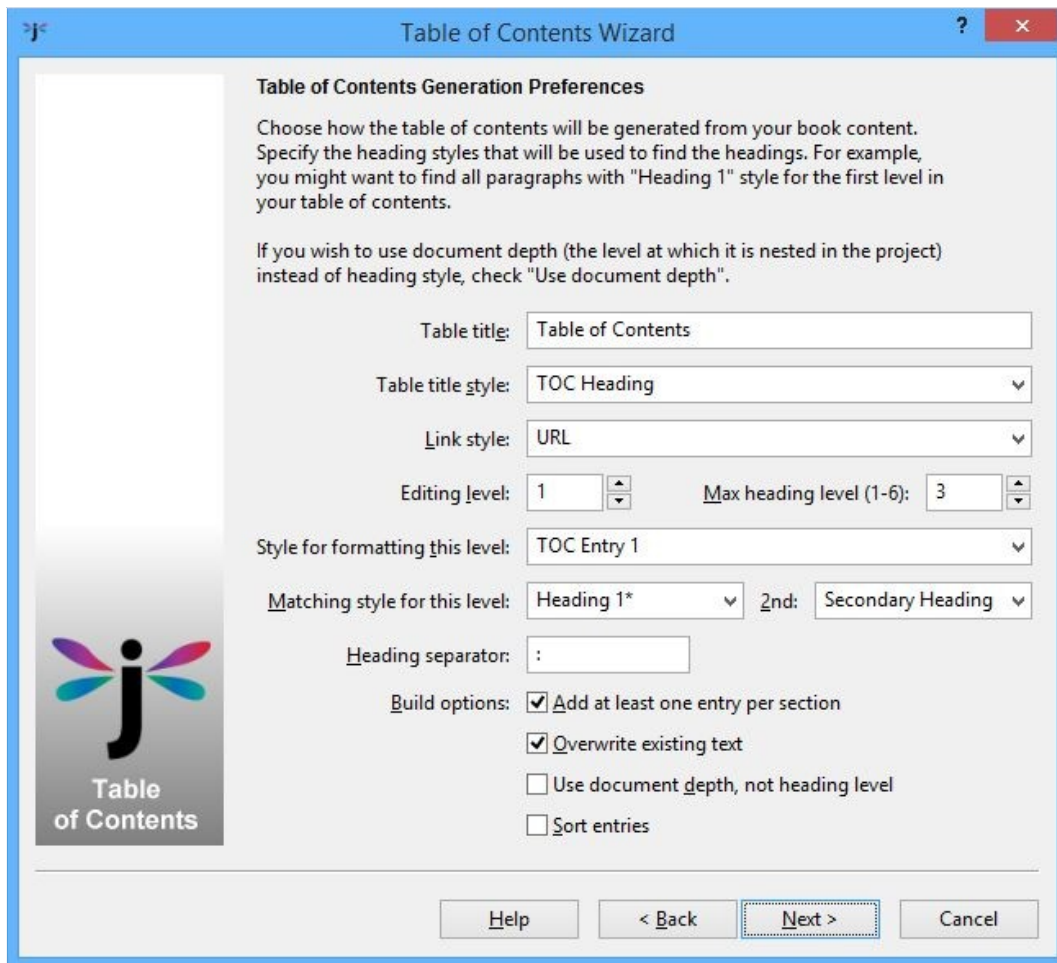 j
Table of Contents Wizard
?
Table of Contents Generation Preferences
Choose how the table of contents will be generated from your book content.
Specify the heading styles that will be used to find the headings. For example,
you might want to find all paragraphs with "Heading 1" style for the first level in
your table of contents.
If you wish to use document depth (the level at which it is nested in the project)
instead of heading style, check "Use document depth".
Table title: Table of Contents
Table title style: TOC Heading
Link style: URL
Editing level: 1 Max heading level (1-6): 3
Style for formatting this level: TOC Entry 1
Matching style for this level: Heading 1* 2nd: Secondary Heading
Heading separator: :
Build options: Add at least one entry per section
Overwrite existing text
Use document depth, not heading level
Sort entries
j
Table
of Contents
Help < Back Next > Cancel